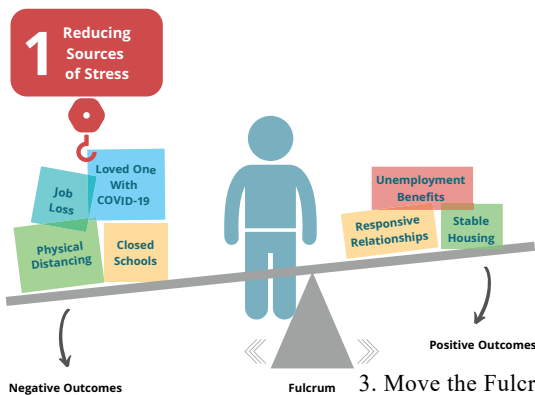 1
Reducing
Sources
of Stress
Loved One
With
COVID-19
Job
Loss
Physical
Distancing
Closed
Schools
Unemployment
Benefits
Responsive
Relationships
Stable
Housing
Positive Outcomes
Negative Outcomes
Fulcrum
3. Move the Fulcr